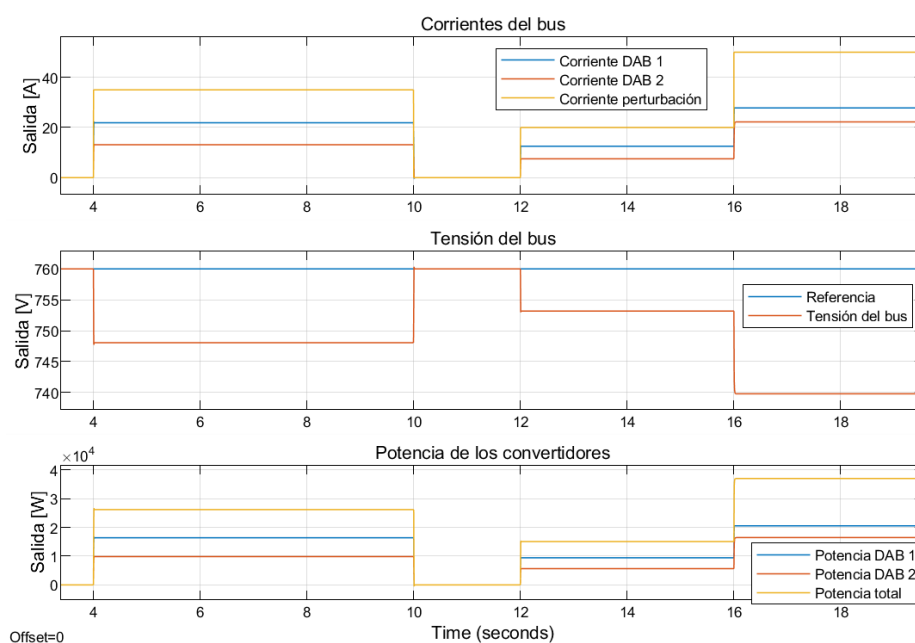 Corrientes del bus
Salida [A]
40
20
0
Corriente DAB 1
Corriente DAB 2
Corriente perturbación
4 6 8 10 12 14 16 18
Tensión del bus
Salida [V]
760
755
750
745
740
Referencia
Tensión del bus
4 6 8 10 12 14 16 18
Potencia de los convertidores
×10⁴
Salida [W]
4
3
2
1
0
Potencia DAB 1
Potencia DAB 2
Potencia total
4 6 8 10 12 14 16 18
Time (seconds)
Offset=0